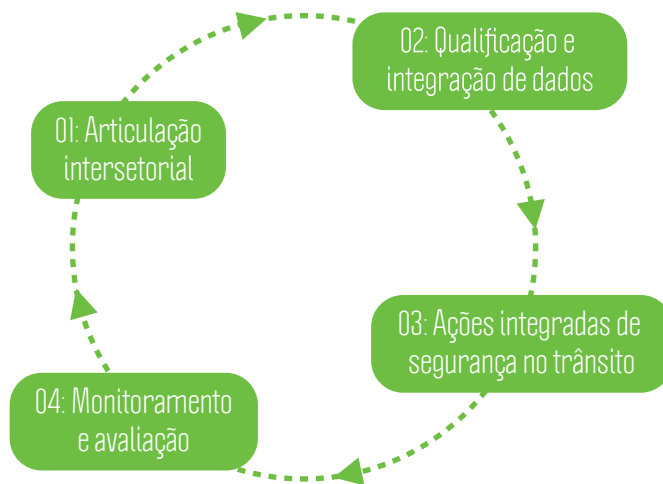 01: Articulação
intersetorial
02: Qualificação e
integração de dados
03: Ações integradas de
segurança no trânsito
04: Monitoramento
e avaliação